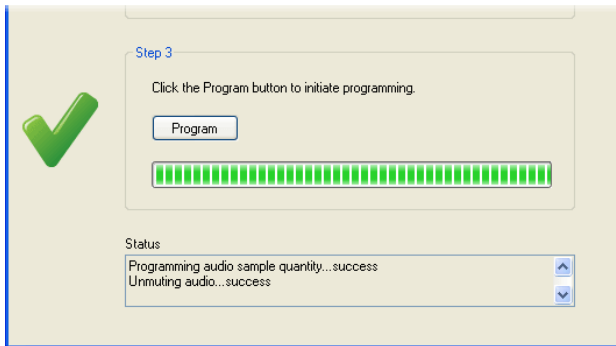 Step 3
Click the Program button to initiate programming.
Program
Status
Programming audio sample quantity...success
Unmuting audio...success